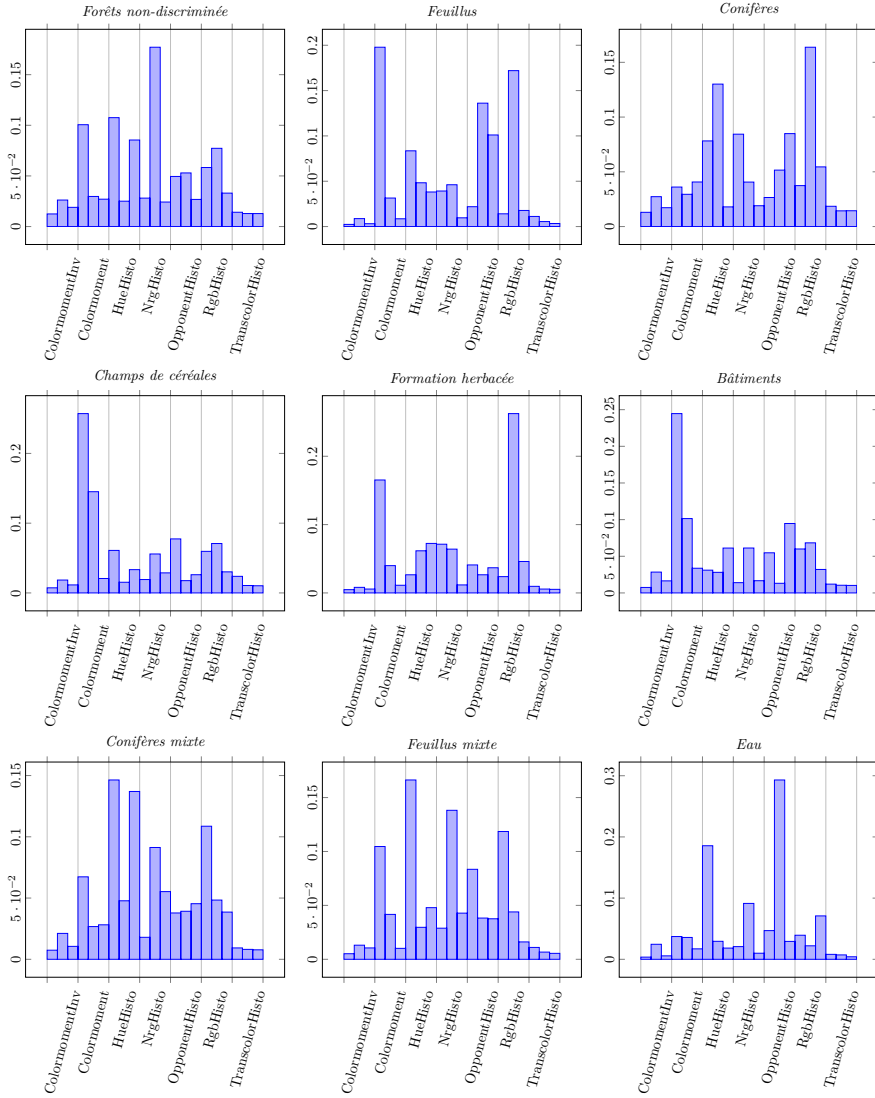 Forêts non-discriminée
0.15
0.1
5 · 10⁻²
0
ColormomentInv
Colormoment
HueHisto
NrgHisto
OpponentHisto
RgbHisto
TranscolorHisto
Feuillus
0.2
0.15
0.1
5 · 10⁻²
0
ColormomentInv
Colormoment
HueHisto
NrgHisto
OpponentHisto
RgbHisto
TranscolorHisto
Conifères
0.15
0.1
5 · 10⁻²
0
ColormomentInv
Colormoment
HueHisto
NrgHisto
OpponentHisto
RgbHisto
TranscolorHisto
Champs de céréales
0.2
0.1
0
ColormomentInv
Colormoment
HueHisto
NrgHisto
OpponentHisto
RgbHisto
TranscolorHisto
Formation herbacée
0.2
0.1
0
ColormomentInv
Colormoment
HueHisto
NrgHisto
OpponentHisto
RgbHisto
TranscolorHisto
Bâtiments
0.25
0.2
0.15
0.1
5 · 10⁻²
0
ColormomentInv
Colormoment
HueHisto
NrgHisto
OpponentHisto
RgbHisto
TranscolorHisto
Conifères mixte
0.15
0.1
5 · 10⁻²
0
ColormomentInv
Colormoment
HueHisto
NrgHisto
OpponentHisto
RgbHisto
TranscolorHisto
Feuillus mixte
0.15
0.1
5 · 10⁻²
0
ColormomentInv
Colormoment
HueHisto
NrgHisto
OpponentHisto
RgbHisto
TranscolorHisto
Eau
0.3
0.2
0.1
0
ColormomentInv
Colormoment
HueHisto
NrgHisto
OpponentHisto
RgbHisto
TranscolorHisto